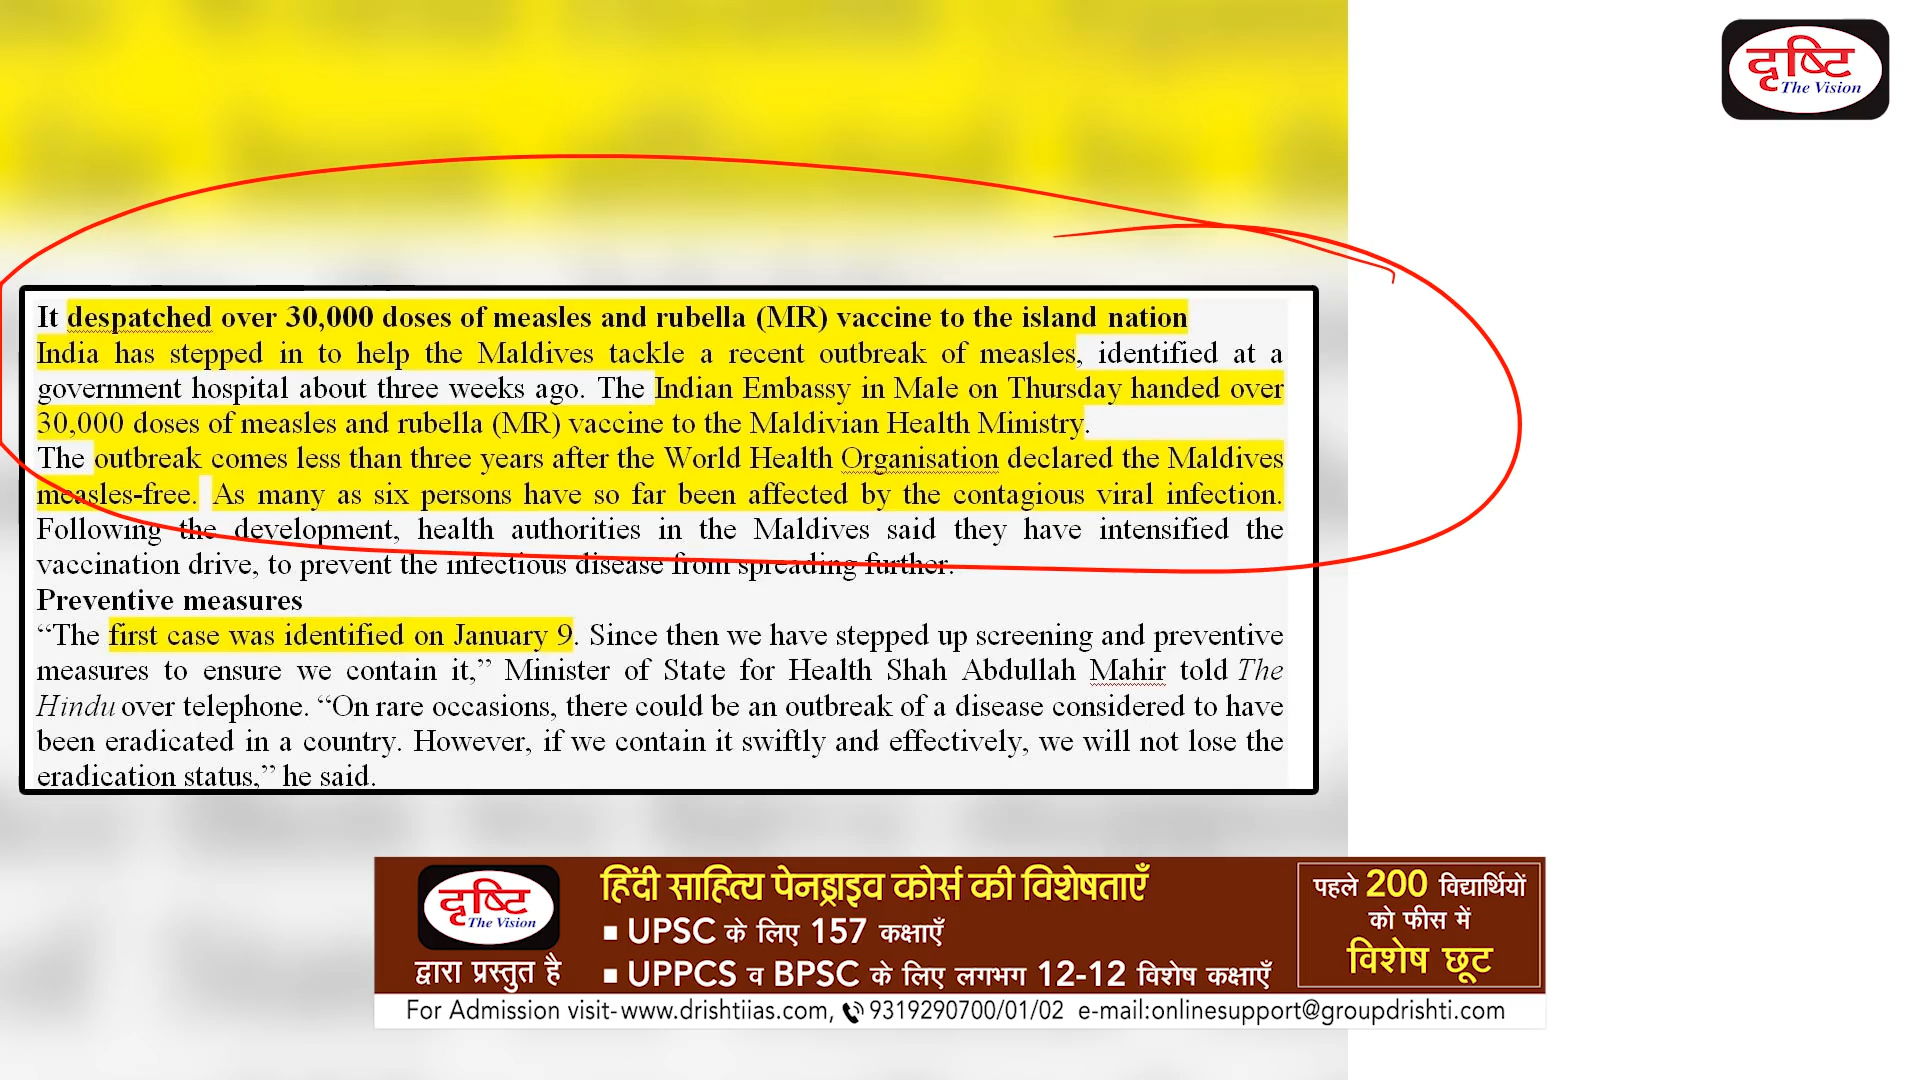 दृष्टि
The Vision
It despatched over 30,000 doses of measles and rubella (MR) vaccine to the island nation
India has stepped in to help the Maldives tackle a recent outbreak of measles, identified at a
government hospital about three weeks ago. The Indian Embassy in Male on Thursday handed over
30,000 doses of measles and rubella (MR) vaccine to the Maldivian Health Ministry.
The outbreak comes less than three years after the World Health Organisation declared the Maldives
measles-free. As many as six persons have so far been affected by the contagious viral infection.
Following the development, health authorities in the Maldives said they have intensified the
vaccination drive, to prevent the infectious disease from spreading further.
Preventive measures
“The first case was identified on January 9. Since then we have stepped up screening and preventive
measures to ensure we contain it,” Minister of State for Health Shah Abdullah Mahir told The
Hindu over telephone. “On rare occasions, there could be an outbreak of a disease considered to have
been eradicated in a country. However, if we contain it swiftly and effectively, we will not lose the
eradication status,” he said.
दृष्टि
The Vision
द्वारा प्रस्तुत है
हिंदी साहित्य पेनड्राइव कोर्स की विशेषताएँ
▪ UPSC के लिए 157 कक्षाएँ
▪ UPPCS व BPSC के लिए लगभग 12-12 विशेष कक्षाएँ
पहले 200 विद्यार्थियों
को फीस में
विशेष छूट
For Admission visit-www.drishtiias.com, 9319290700/01/02 e-mail:onlinesupport@groupdrishti.com